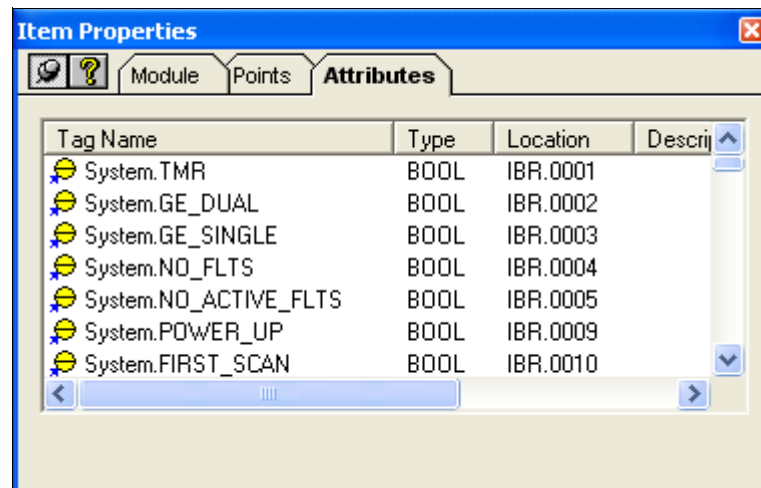 Item Properties
Module Points Attributes
Tag Name Type Location Descrip
System.TMR BOOL IBR.0001
System.GE_DUAL BOOL IBR.0002
System.GE_SINGLE BOOL IBR.0003
System.NO_FLTS BOOL IBR.0004
System.NO_ACTIVE_FLTS BOOL IBR.0005
System.POWER_UP BOOL IBR.0009
System.FIRST_SCAN BOOL IBR.0010